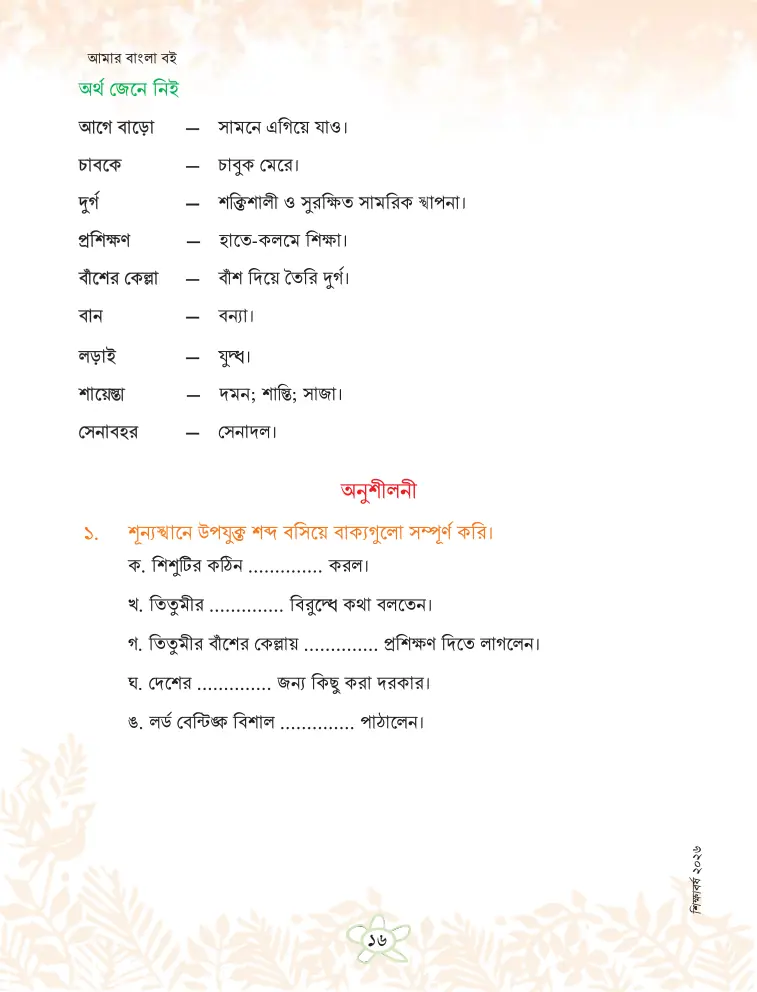 আমার বাংলা বই
অর্থ জেনে নিই
আগে বাড়ো — সামনে এগিয়ে যাও।
চাবকে — চাবুক মেরে।
দুর্গ — শক্তিশালী ও সুরক্ষিত সামরিক স্থাপনা।
প্রশিক্ষণ — হাতে-কলমে শিক্ষা।
বাঁশের কেল্লা — বাঁশ দিয়ে তৈরি দুর্গ।
বান — বন্যা।
লড়াই — যুদ্ধ।
শায়েস্তা — দমন; শাস্তি; সাজা।
সেনাবহর — সেনাদল।
অনুশীলনী
১. শূন্যস্থানে উপযুক্ত শব্দ বসিয়ে বাক্যগুলো সম্পূর্ণ করি।
ক. শিশুটির কঠিন .............. করল।
খ. তিতুমীর .............. বিরুদ্ধে কথা বলতেন।
গ. তিতুমীর বাঁশের কেল্লায় .............. প্রশিক্ষণ দিতে লাগলেন।
ঘ. দেশের .............. জন্য কিছু করা দরকার।
ঙ. লর্ড বেন্টিঙ্ক বিশাল .............. পাঠালেন।
শিক্ষাবর্ষ ২০২৬
১৬